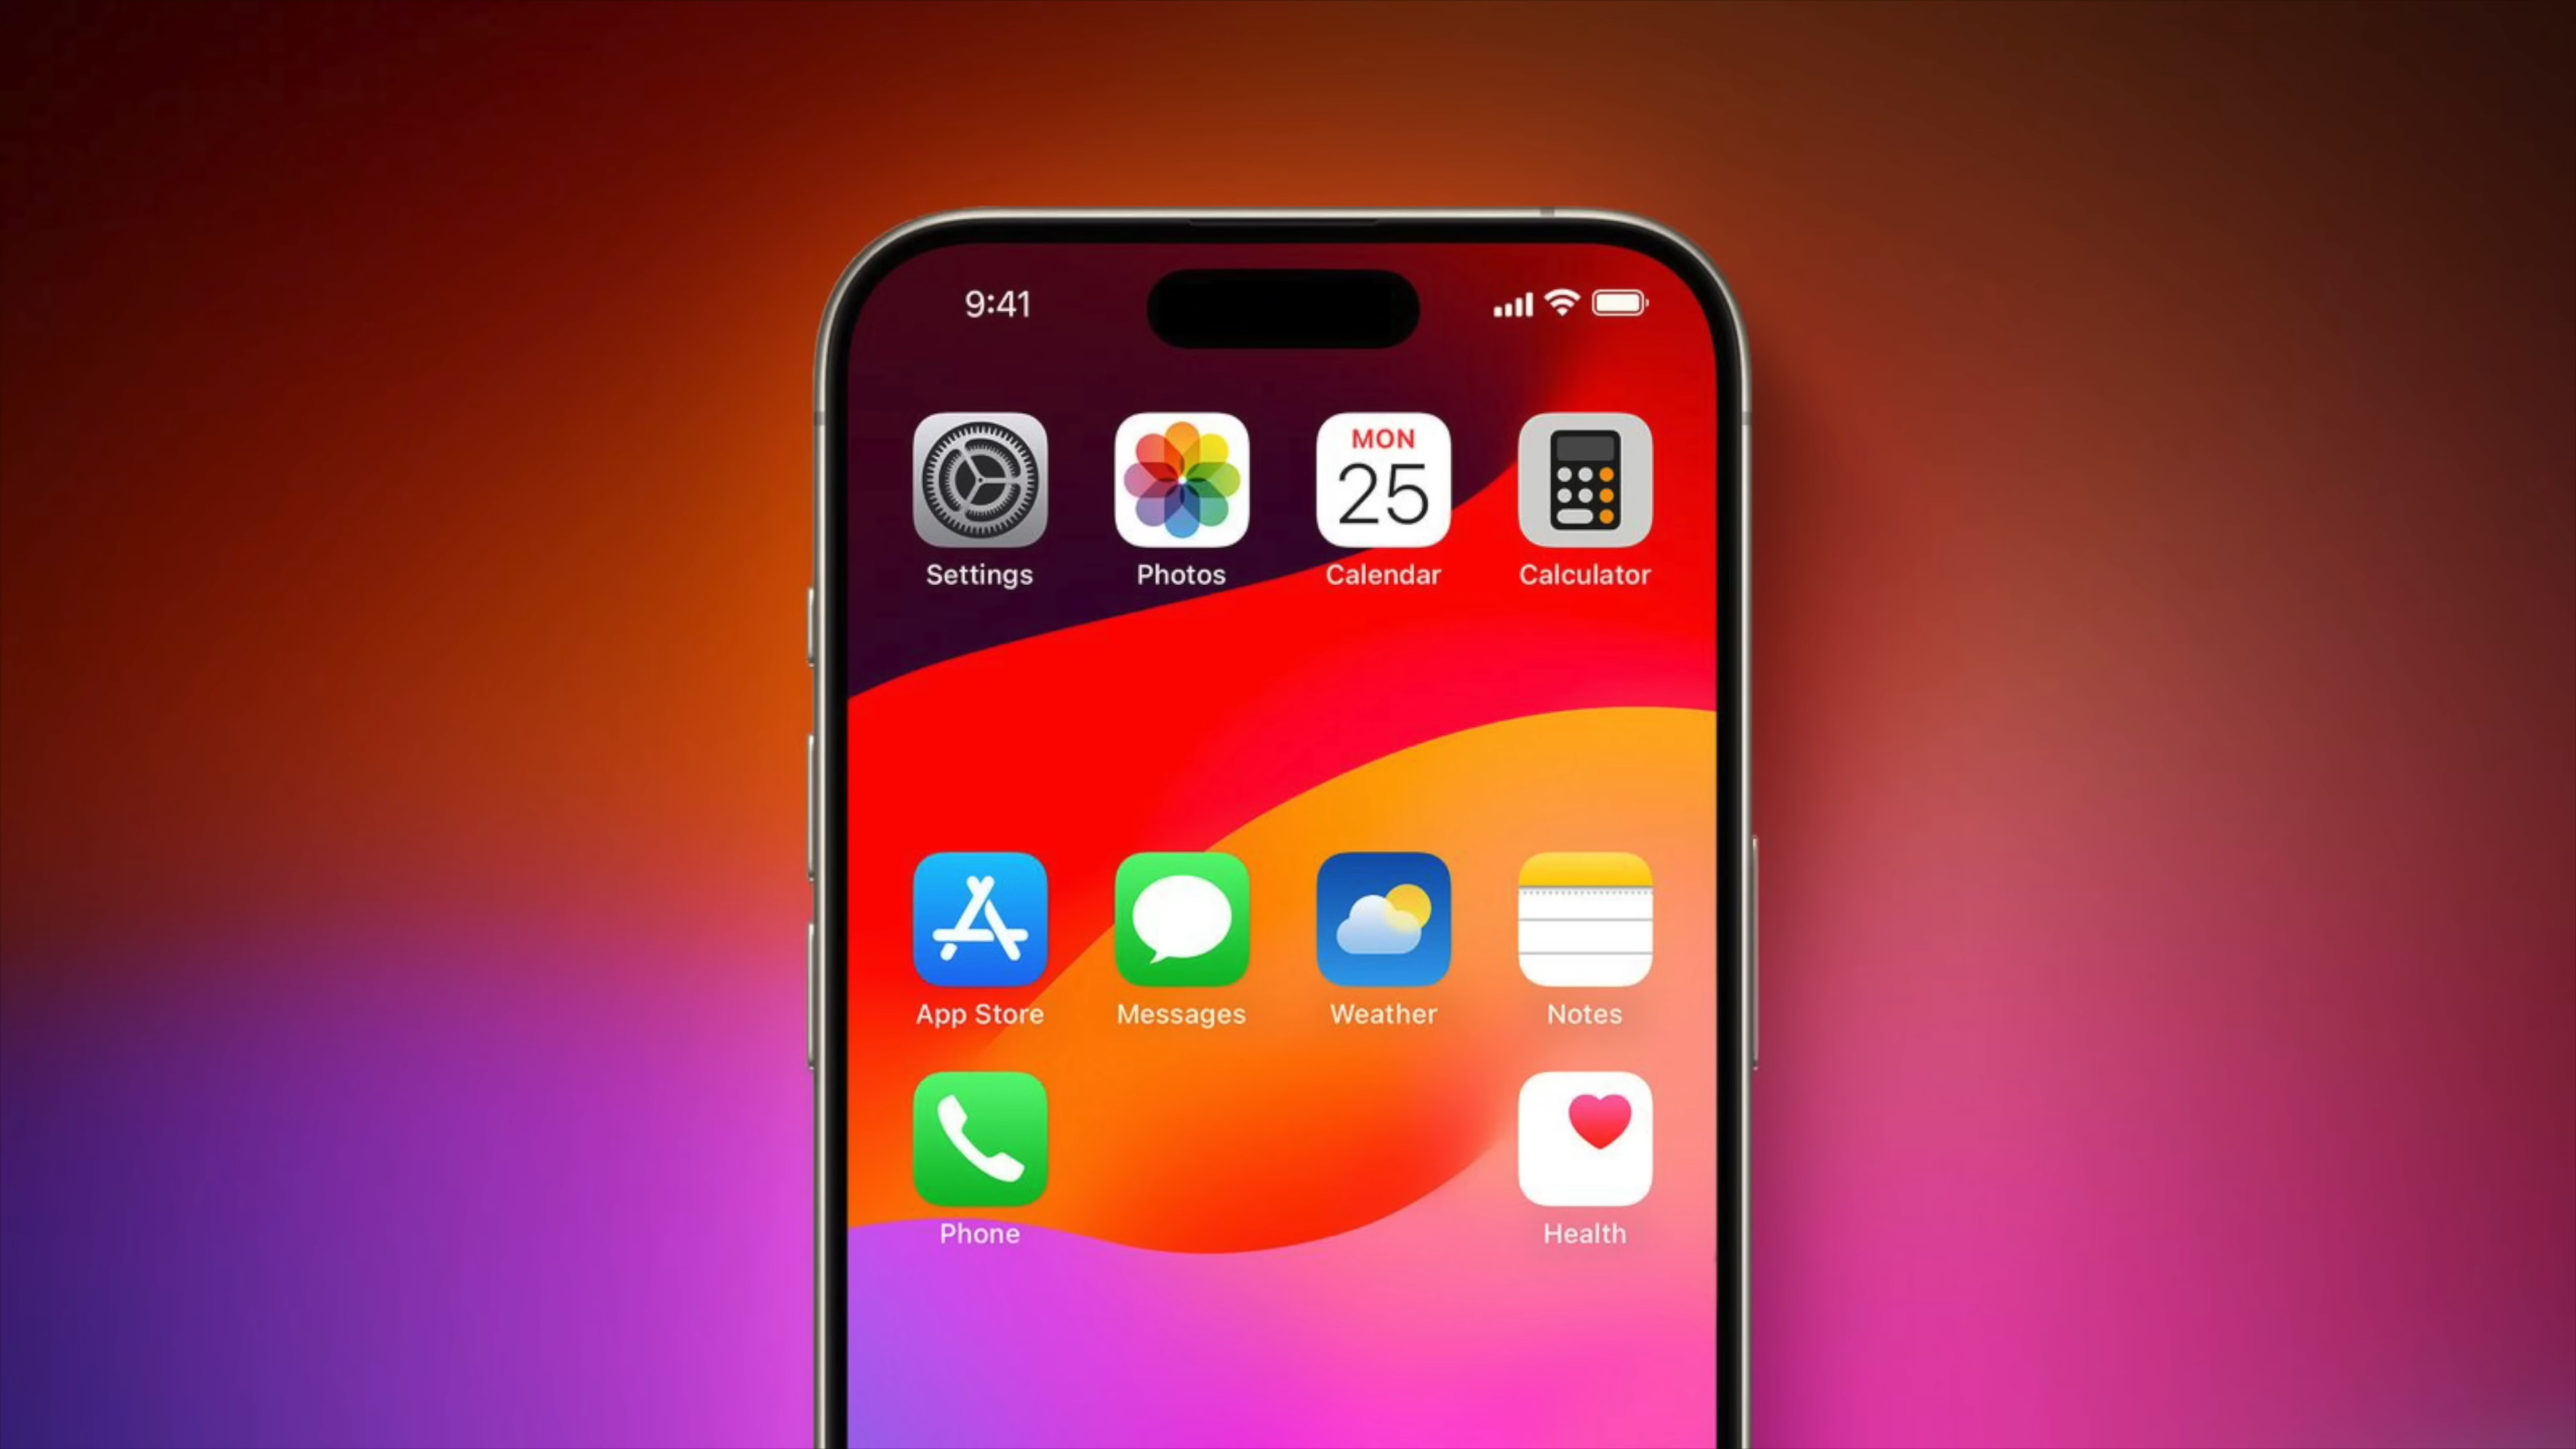 9:41
MON
25
Settings Photos Calendar Calculator
App Store Messages Weather Notes
Phone Health